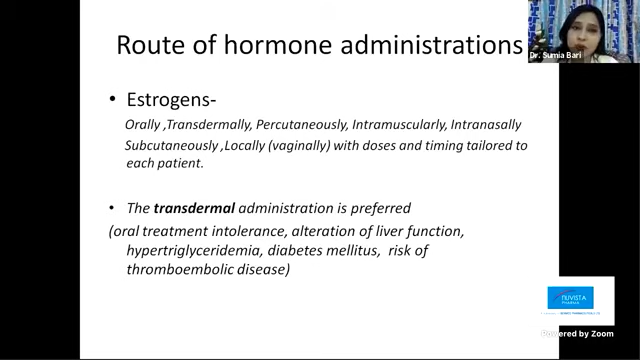 Route of hormone administrations
Dr. Sumia Bari
• Estrogens-
Orally ,Transdermally, Percutaneously, Intramuscularly, Intranasally
Subcutaneously ,Locally (vaginally) with doses and timing tailored to
each patient.
• The transdermal administration is preferred
(oral treatment intolerance, alteration of liver function,
hypertriglyceridemia, diabetes mellitus, risk of
thromboembolic disease)
NUVISTA
PHARMA
Powered by Zoom